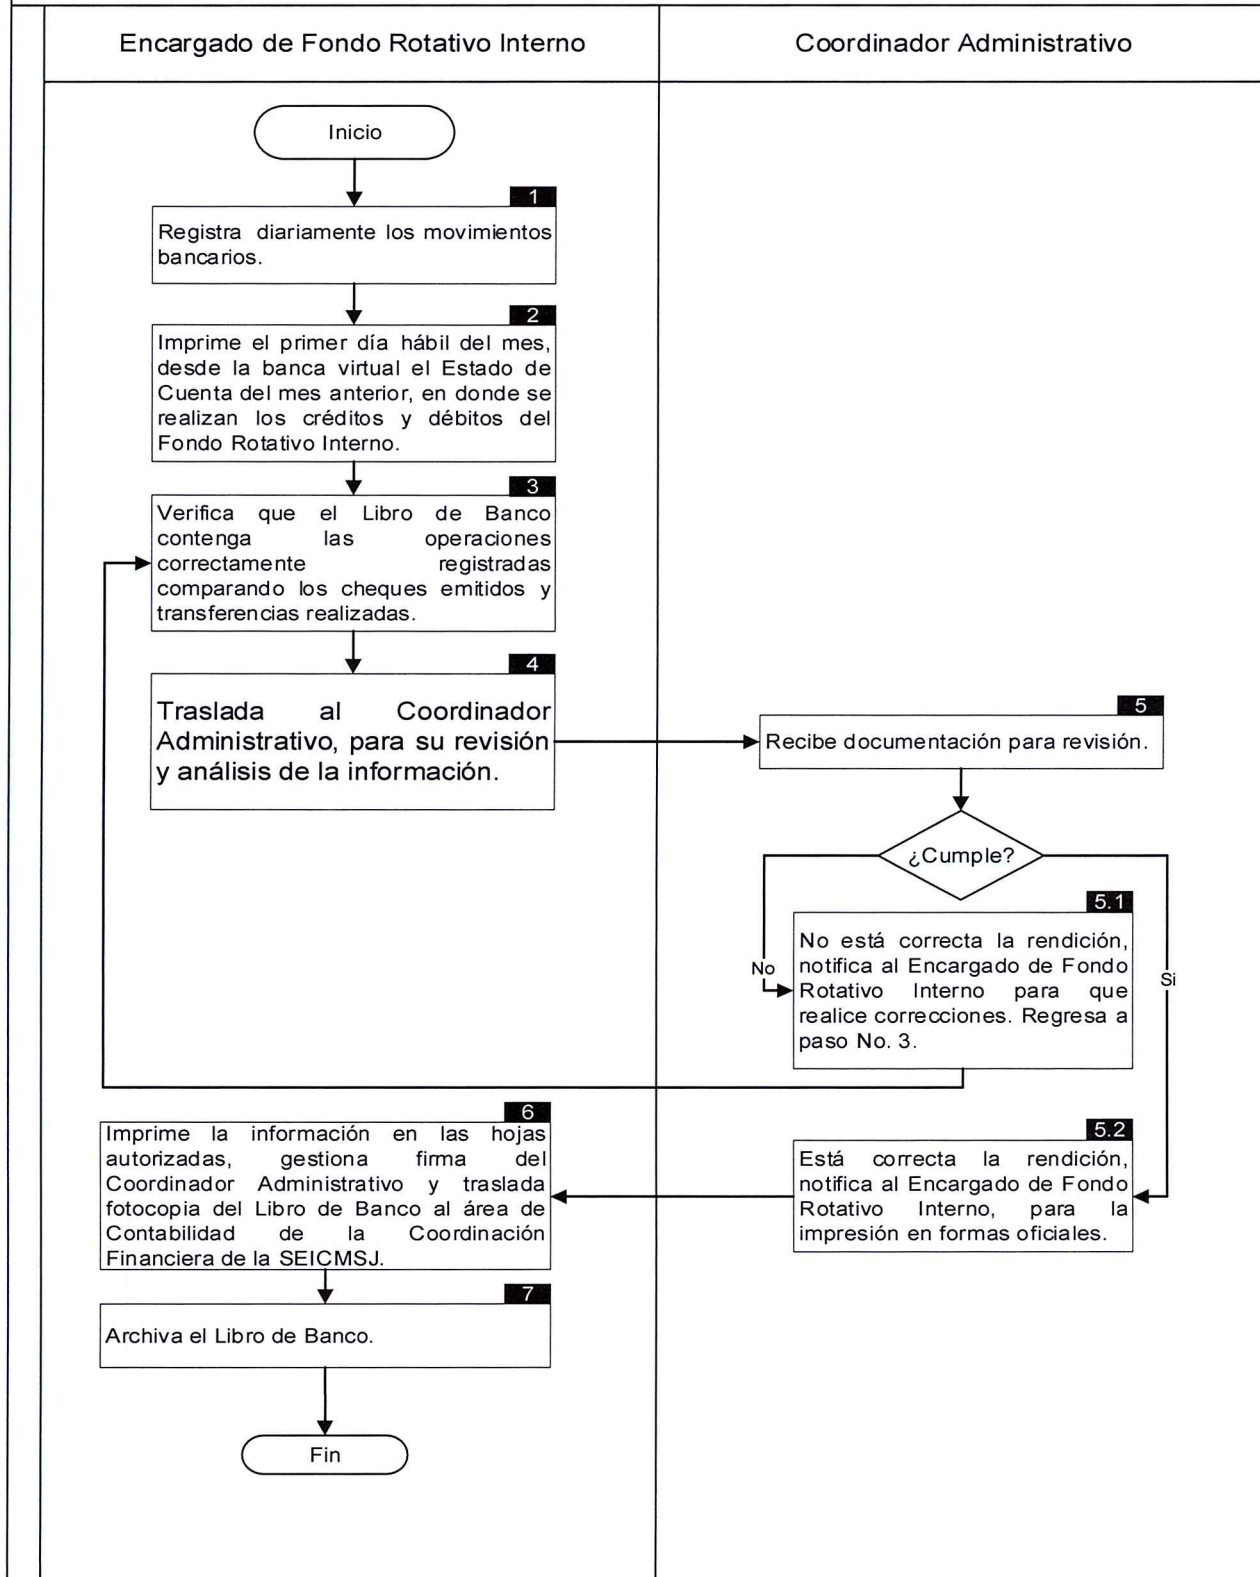 Encargado de Fondo Rotativo Interno
Coordinador Administrativo
Inicio
1
Registra diariamente los movimientos
bancarios.
2
Imprime el primer día hábil del mes,
desde la banca virtual el Estado de
Cuenta del mes anterior, en donde se
realizan los créditos y débitos del
Fondo Rotativo Interno.
3
Verifica que el Libro de Banco
contenga las operaciones
correctamente registradas
comparando los cheques emitidos y
transferencias realizadas.
4
Traslada al Coordinador
Administrativo, para su revisión
y análisis de la información.
5
Recibe documentación para revisión.
¿Cumple?
No
Si
5.1
No está correcta la rendición,
notifica al Encargado de Fondo
Rotativo Interno para que
realice correcciones. Regresa a
paso No. 3.
5.2
Está correcta la rendición,
notifica al Encargado de Fondo
Rotativo Interno, para la
impresión en formas oficiales.
6
Imprime la información en las hojas
autorizadas, gestiona firma del
Coordinador Administrativo y traslada
fotocopia del Libro de Banco al área de
Contabilidad de la Coordinación
Financiera de la SEICMSJ.
7
Archiva el Libro de Banco.
Fin